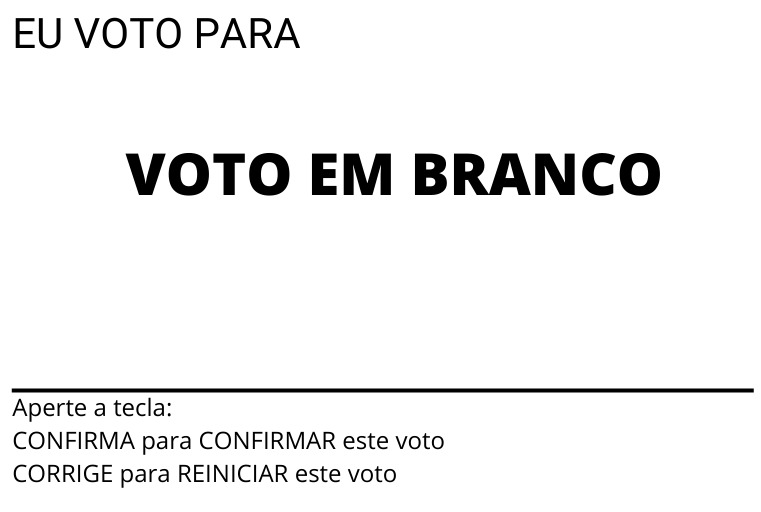 EU VOTO PARA
VOTO EM BRANCO
Aperte a tecla:
CONFIRMA para CONFIRMAR este voto
CORRIGE para REINICIAR este voto